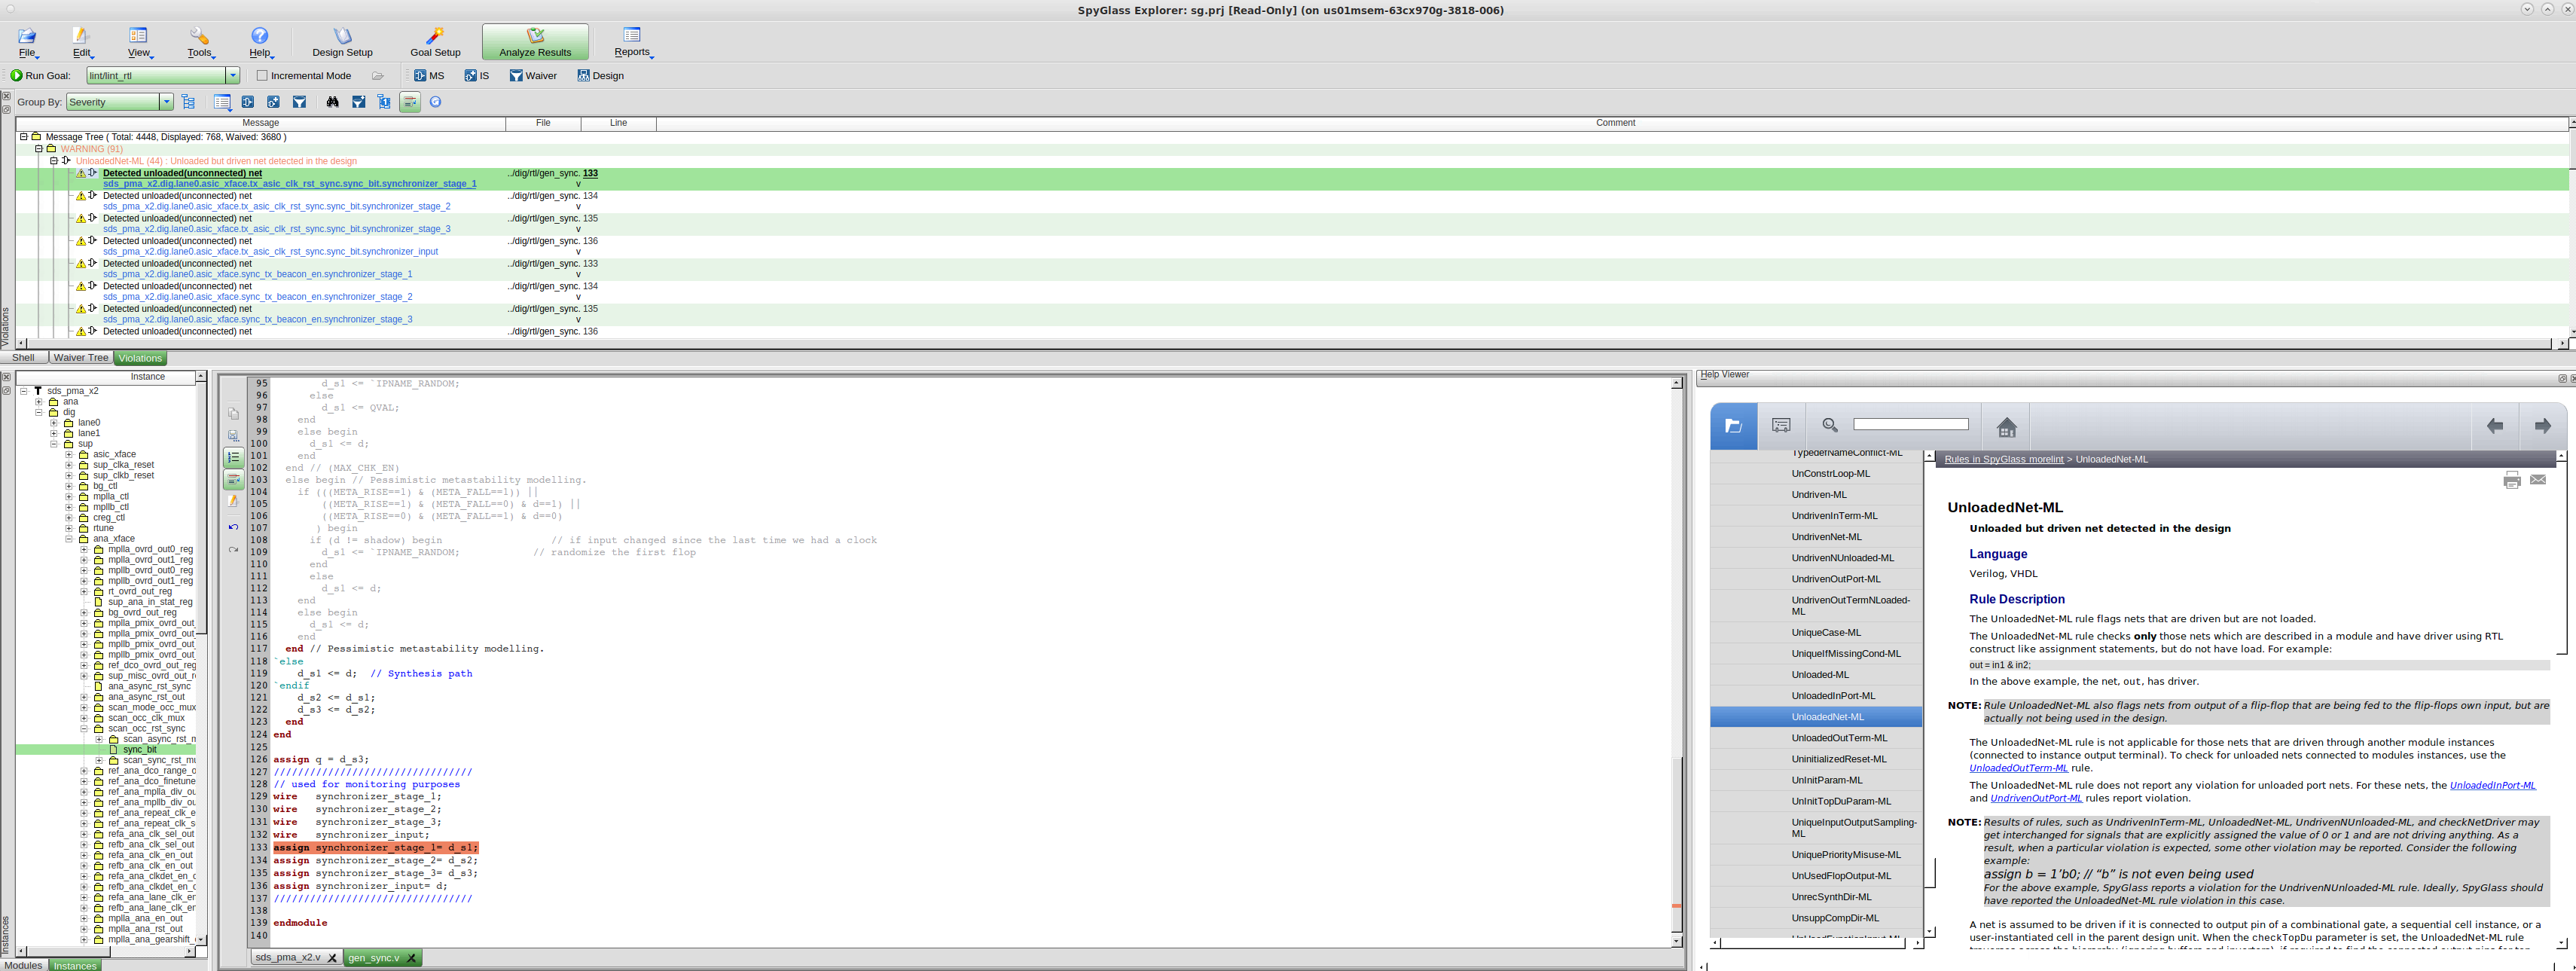 SpyGlass Explorer: sg.prj [Read-Only] (on us01msem-63cx970g-3818-006)
File Edit View Tools Help Design Setup Goal Setup Analyze Results Reports
Run Goal: lint/lint_rtl Incremental Mode MS IS Waiver Design
Group By: Severity
Message File Line Comment
Message Tree ( Total: 4448, Displayed: 768, Waived: 3680 )
WARNING (91)
UnloadedNet-ML (44) : Unloaded but driven net detected in the design
Detected unloaded(unconnected) net ../dig/rtl/gen_sync. 133
sds_pma_x2.dig.lane0.asic_xface.tx_asic_clk_rst_sync.sync_bit.synchronizer_stage_1 v
Detected unloaded(unconnected) net ../dig/rtl/gen_sync. 134
sds_pma_x2.dig.lane0.asic_xface.tx_asic_clk_rst_sync.sync_bit.synchronizer_stage_2 v
Detected unloaded(unconnected) net ../dig/rtl/gen_sync. 135
sds_pma_x2.dig.lane0.asic_xface.tx_asic_clk_rst_sync.sync_bit.synchronizer_stage_3 v
Detected unloaded(unconnected) net ../dig/rtl/gen_sync. 136
sds_pma_x2.dig.lane0.asic_xface.tx_asic_clk_rst_sync.sync_bit.synchronizer_input v
Detected unloaded(unconnected) net ../dig/rtl/gen_sync. 133
sds_pma_x2.dig.lane0.asic_xface.sync_tx_beacon_en.synchronizer_stage_1 v
Detected unloaded(unconnected) net ../dig/rtl/gen_sync. 134
sds_pma_x2.dig.lane0.asic_xface.sync_tx_beacon_en.synchronizer_stage_2 v
Detected unloaded(unconnected) net ../dig/rtl/gen_sync. 135
sds_pma_x2.dig.lane0.asic_xface.sync_tx_beacon_en.synchronizer_stage_3 v
Detected unloaded(unconnected) net ../dig/rtl/gen_sync. 136
Violations
Shell Waiver Tree Violations
Instance
sds_pma_x2
ana
dig
lane0
lane1
sup
asic_xface
sup_clka_reset
sup_clkb_reset
bg_ctl
mplla_ctl
mpllb_ctl
creg_ctl
rtune
ana_xface
mplla_ovrd_out0_reg
mplla_ovrd_out1_reg
mpllb_ovrd_out0_reg
mpllb_ovrd_out1_reg
rt_ovrd_out_reg
sup_ana_in_stat_reg
bg_ovrd_out_reg
mplla_pmix_ovrd_out_
mplla_pmix_ovrd_out_
mpllb_pmix_ovrd_out_
mpllb_pmix_ovrd_out_
ref_dco_ovrd_out_reg
sup_misc_ovrd_out_r
ana_async_rst_sync
ana_async_rst_out
scan_mode_occ_mux
scan_occ_clk_mux
scan_occ_rst_sync
scan_async_rst_m
sync_bit
scan_sync_rst_mu
ref_ana_dco_range_o
ref_ana_dco_finetune
ref_ana_mplla_div_ou
ref_ana_mpllb_div_ou
ref_ana_repeat_clk_e
ref_ana_repeat_clk_s
refa_ana_clk_sel_out
refb_ana_clk_sel_out
refa_ana_clk_en_out
refb_ana_clk_en_out
refa_ana_clkdet_en_o
refb_ana_clkdet_en_o
refa_ana_lane_clk_en
refb_ana_lane_clk_en
mplla_ana_en_out
mplla_ana_rst_out
mplla_ana_gearshift_
Instances
Modules Instances
95 d_s1 <= `IPNAME_RANDOM;
96 else
97 d_s1 <= QVAL;
98 end
99 else begin
100 d_s1 <= d;
101 end
102 end // (MAX_CHK_EN)
103 else begin // Pessimistic metastability modelling.
104 if (((META_RISE==1) & (META_FALL==1)) ||
105 ((META_RISE==1) & (META_FALL==0) & d==1) ||
106 ((META_RISE==0) & (META_FALL==1) & d==0)
107 ) begin
108 if (d != shadow) begin // if input changed since the last time we had a clock
109 d_s1 <= `IPNAME_RANDOM; // randomize the first flop
110 end
111 else
112 d_s1 <= d;
113 end
114 else begin
115 d_s1 <= d;
116 end
117 end // Pessimistic metastability modelling.
118 `else
119 d_s1 <= d; // Synthesis path
120 `endif
121 d_s2 <= d_s1;
122 d_s3 <= d_s2;
123 end
124 end
125
126 assign q = d_s3;
127 /////////////////////////////////
128 // used for monitoring purposes
129 wire synchronizer_stage_1;
130 wire synchronizer_stage_2;
131 wire synchronizer_stage_3;
132 wire synchronizer_input;
133 assign synchronizer_stage_1= d_s1;
134 assign synchronizer_stage_2= d_s2;
135 assign synchronizer_stage_3= d_s3;
136 assign synchronizer_input= d;
137 /////////////////////////////////
138
139 endmodule
140
sds_pma_x2.v gen_sync.v
Help Viewer
TypedefNameConflict-ML
UnConstrLoop-ML
Undriven-ML
UndrivenInTerm-ML
UndrivenNet-ML
UndrivenNUnloaded-ML
UndrivenOutPort-ML
UndrivenOutTermNLoaded-
ML
UniqueCase-ML
UniqueIfMissingCond-ML
Unloaded-ML
UnloadedInPort-ML
UnloadedNet-ML
UnloadedOutTerm-ML
UninitializedReset-ML
UnInitParam-ML
UnInitTopDuParam-ML
UniqueInputOutputSampling-
ML
UniquePriorityMisuse-ML
UnUsedFlopOutput-ML
UnrecSynthDir-ML
UnsuppCompDir-ML
Rules in SpyGlass morelint > UnloadedNet-ML
UnloadedNet-ML
Unloaded but driven net detected in the design
Language
Verilog, VHDL
Rule Description
The UnloadedNet-ML rule flags nets that are driven but are not loaded.
The UnloadedNet-ML rule checks only those nets which are described in a module and have driver using RTL
construct like assignment statements, but do not have load. For example:
out = in1 & in2;
In the above example, the net, out, has driver.
NOTE: Rule UnloadedNet-ML also flags nets from output of a flip-flop that are being fed to the flip-flops own input, but are
actually not being used in the design.
The UnloadedNet-ML rule is not applicable for those nets that are driven through another module instances
(connected to instance output terminal). To check for unloaded nets connected to modules instances, use the
UnloadedOutTerm-ML rule.
The UnloadedNet-ML rule does not report any violation for unloaded port nets. For these nets, the UnloadedInPort-ML
and UndrivenOutPort-ML rules report violation.
NOTE: Results of rules, such as UndrivenInTerm-ML, UnloadedNet-ML, UndrivenNUnloaded-ML, and checkNetDriver may
get interchanged for signals that are explicitly assigned the value of 0 or 1 and are not driving anything. As a
result, when a particular violation is expected, some other violation may be reported. Consider the following
example:
assign b = 1'b0; // “b” is not even being used
For the above example, SpyGlass reports a violation for the UndrivenNUnloaded-ML rule. Ideally, SpyGlass should
have reported the UnloadedNet-ML rule violation in this case.
A net is assumed to be driven if it is connected to output pin of a combinational gate, a sequential cell instance, or a
user-instantiated cell in the parent design unit. When the checkTopDu parameter is set, the UnloadedNet-ML rule